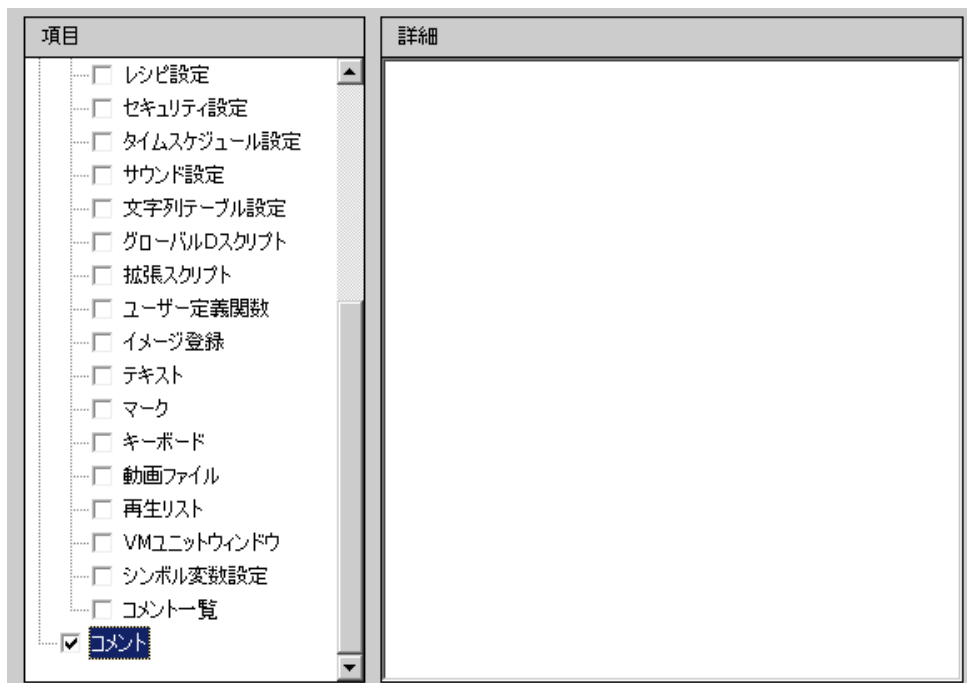 項目
レシピ設定
セキュリティ設定
タイムスケジュール設定
サウンド設定
文字列テーブル設定
グローバルDスクリプト
拡張スクリプト
ユーザー定義関数
イメージ登録
テキスト
マーク
キーボード
動画ファイル
再生リスト
VMユニットウィンドウ
シンボル変数設定
コメント一覧
コメント
詳細